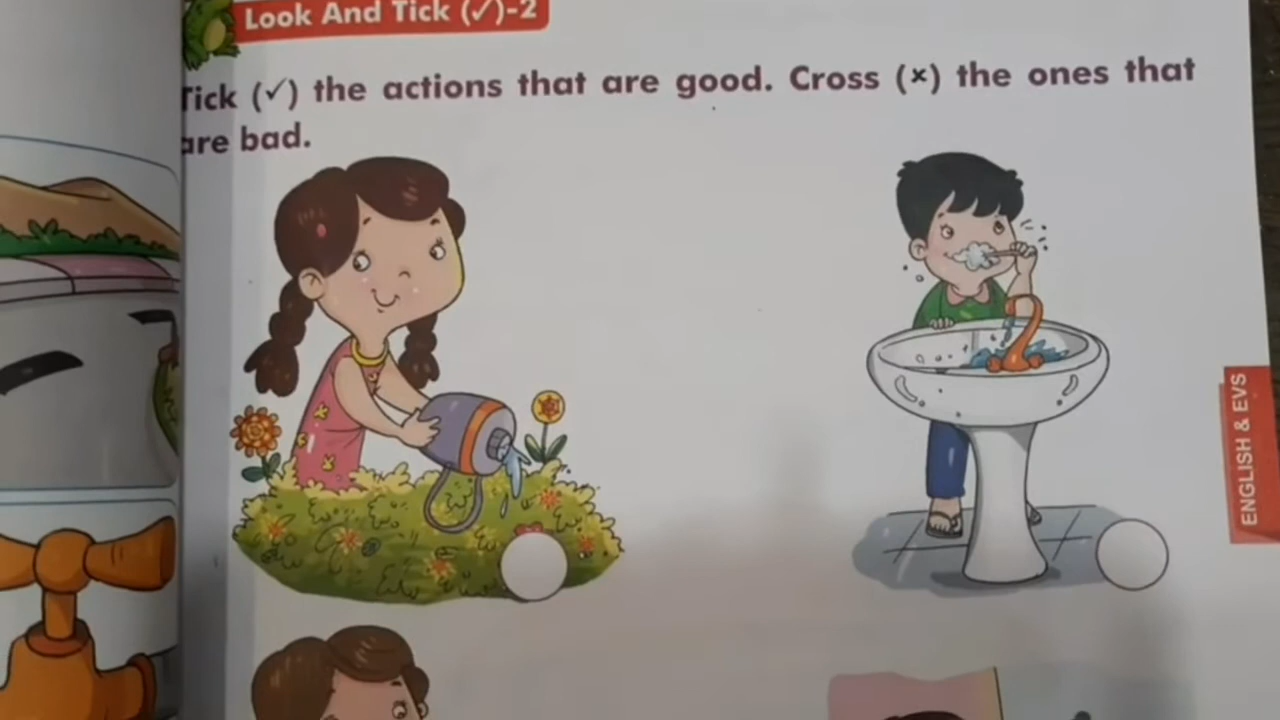 Look And Tick (✓)-2
Tick (✓) the actions that are good. Cross (×) the ones that
are bad.
ENGLISH & EVS